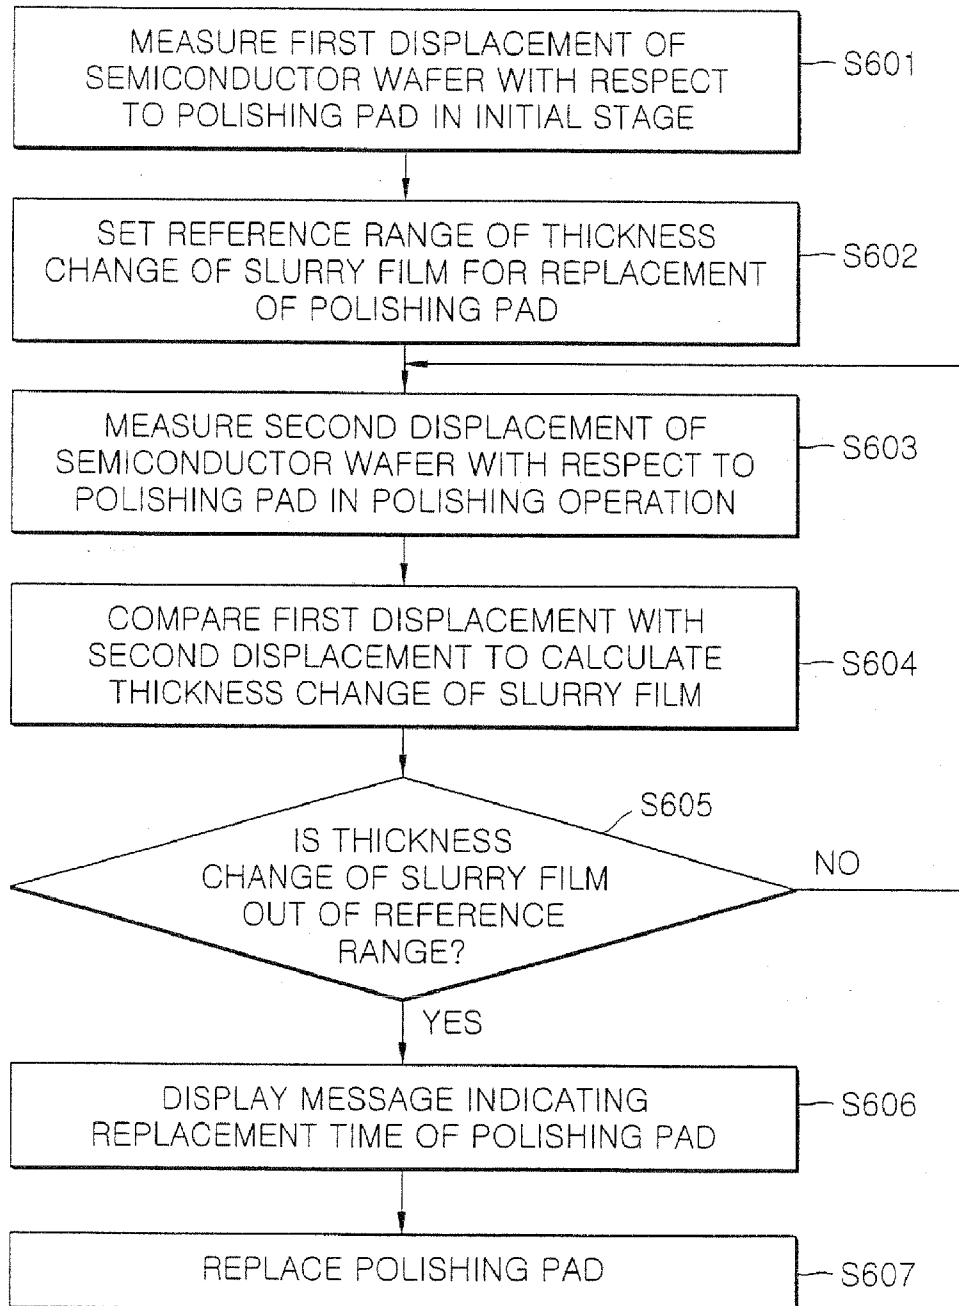 MEASURE FIRST DISPLACEMENT OF
SEMICONDUCTOR WAFER WITH RESPECT
TO POLISHING PAD IN INITIAL STAGE
S601
SET REFERENCE RANGE OF THICKNESS
CHANGE OF SLURRY FILM FOR REPLACEMENT
OF POLISHING PAD
S602
MEASURE SECOND DISPLACEMENT OF
SEMICONDUCTOR WAFER WITH RESPECT TO
POLISHING PAD IN POLISHING OPERATION
S603
COMPARE FIRST DISPLACEMENT WITH
SECOND DISPLACEMENT TO CALCULATE
THICKNESS CHANGE OF SLURRY FILM
S604
S605
IS THICKNESS
CHANGE OF SLURRY FILM
OUT OF REFERENCE
RANGE?
NO
YES
DISPLAY MESSAGE INDICATING
REPLACEMENT TIME OF POLISHING PAD
S606
REPLACE POLISHING PAD
S607